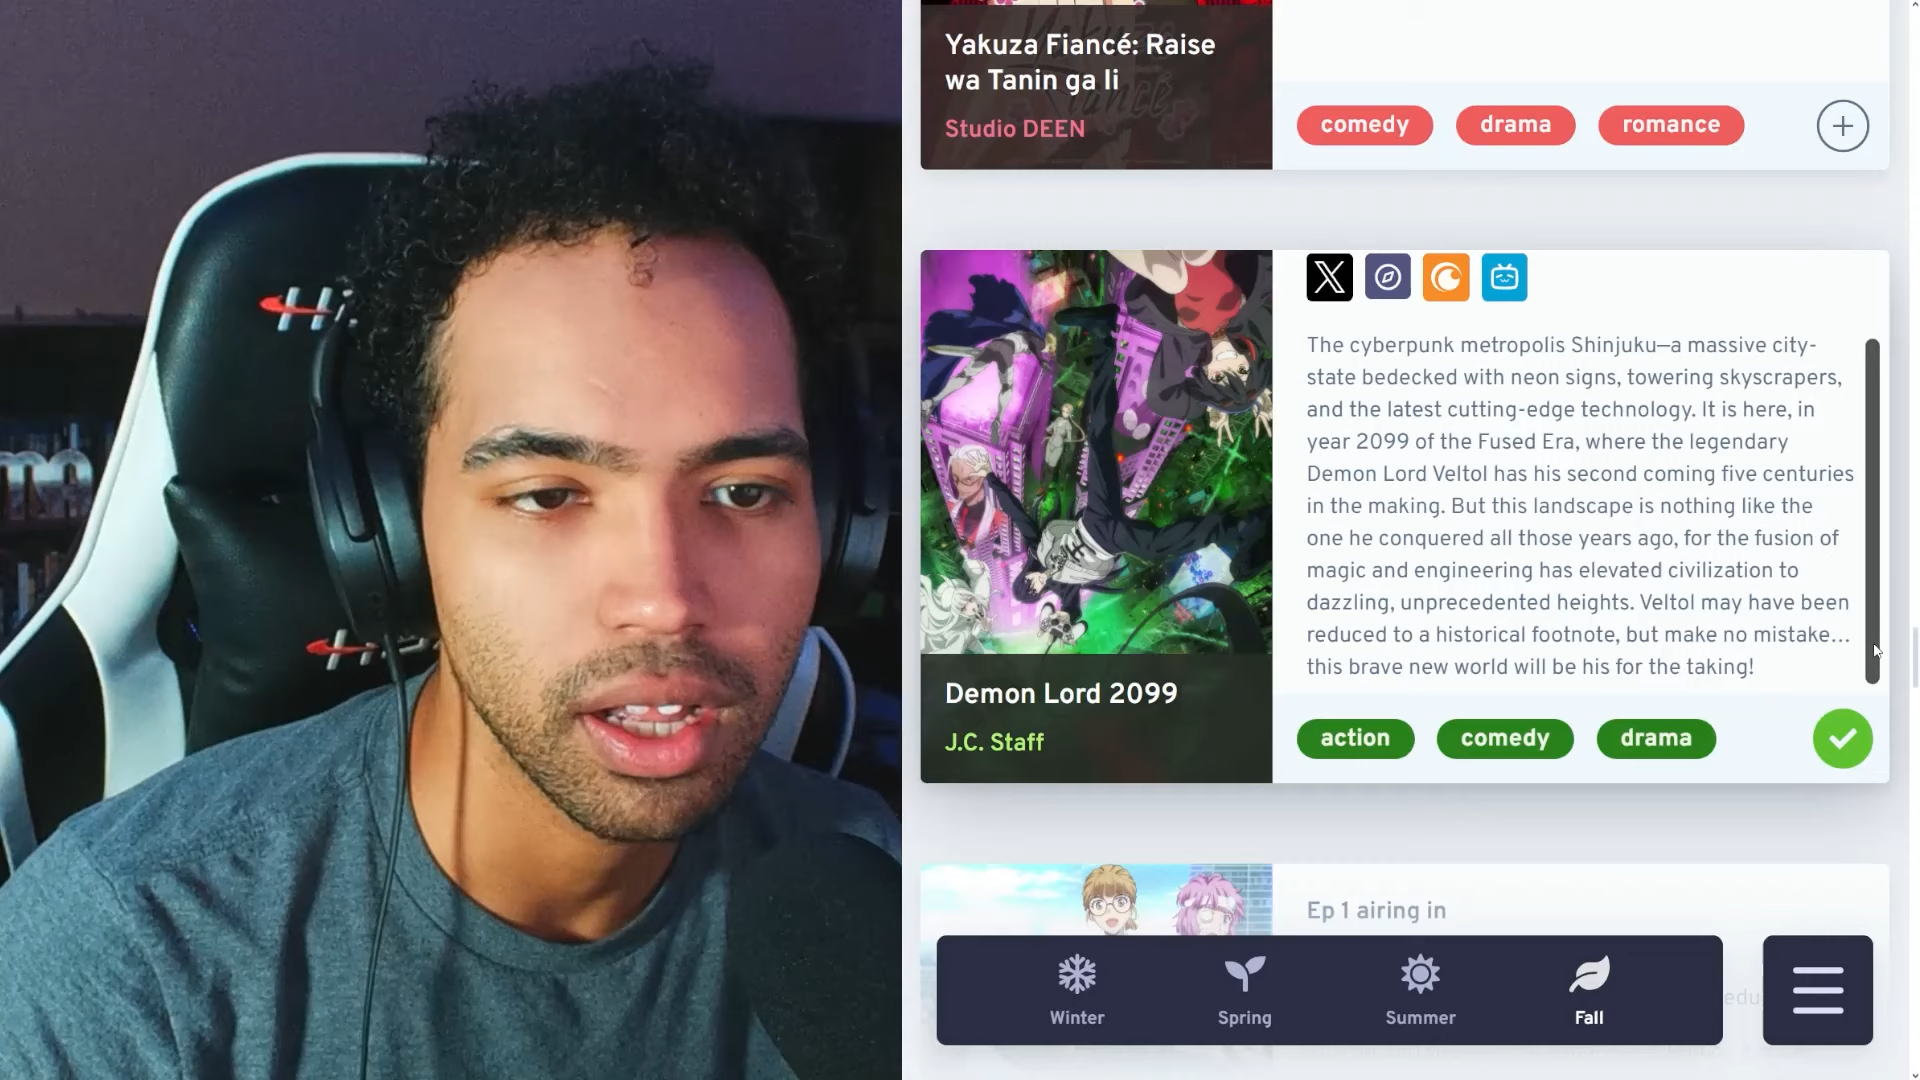 Yakuza Fiancé: Raise
wa Tanin ga Ii
Studio DEEN
comedy
drama
romance
The cyberpunk metropolis Shinjuku—a massive city-
state bedecked with neon signs, towering skyscrapers,
and the latest cutting-edge technology. It is here, in
year 2099 of the Fused Era, where the legendary
Demon Lord Veltol has his second coming five centuries
in the making. But this landscape is nothing like the
one he conquered all those years ago, for the fusion of
magic and engineering has elevated civilization to
dazzling, unprecedented heights. Veltol may have been
reduced to a historical footnote, but make no mistake...
this brave new world will be his for the taking!
Demon Lord 2099
J.C. Staff
action
comedy
drama
Ep 1 airing in
Winter
Spring
Summer
Fall